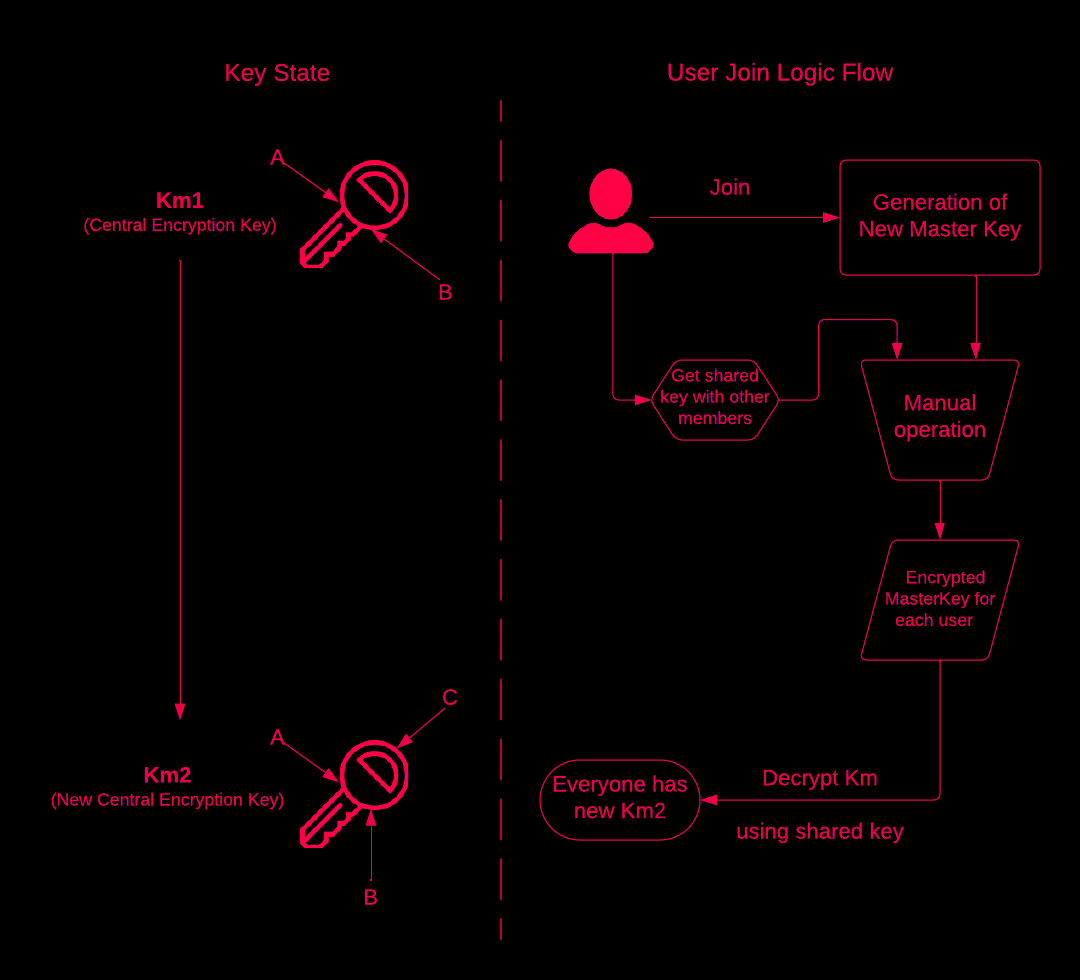 Key State
A
Km1
(Central Encryption Key)
B
C
A
Km2
(New Central Encryption Key)
B
User Join Logic Flow
Join
Generation of
New Master Key
Get shared
key with other
members
Manual
operation
Encrypted
MasterKey for
each user
Decrypt Km
using shared key
Everyone has
new Km2